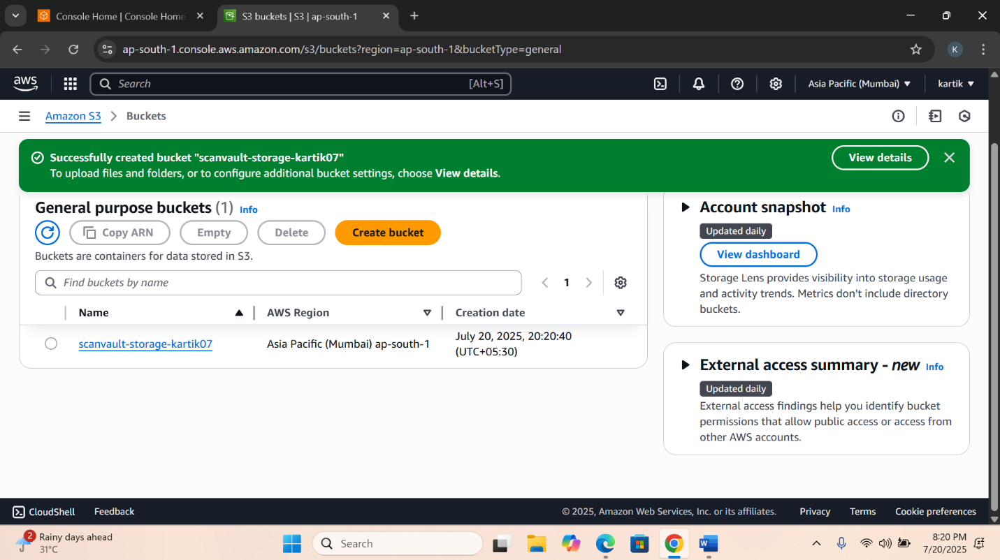 Console Home | Console Home
S3 buckets | S3 | ap-south-1
ap-south-1.console.aws.amazon.com/s3/buckets?region=ap-south-1&bucketType=general
K
aws
Search
[Alt+S]
Asia Pacific (Mumbai)
kartik
Amazon S3 > Buckets
Successfully created bucket "scanvault-storage-kartik07"
To upload files and folders, or to configure additional bucket settings, choose View details.
View details
General purpose buckets (1) Info
Copy ARN
Empty
Delete
Create bucket
Buckets are containers for data stored in S3.
Find buckets by name
1
Name
AWS Region
Creation date
scanvault-storage-kartik07
Asia Pacific (Mumbai) ap-south-1
July 20, 2025, 20:20:40
(UTC+05:30)
Account snapshot Info
Updated daily
View dashboard
Storage Lens provides visibility into storage usage
and activity trends. Metrics don't include directory
buckets.
External access summary - new Info
Updated daily
External access findings help you identify bucket
permissions that allow public access or access from
other AWS accounts.
CloudShell
Feedback
© 2025, Amazon Web Services, Inc. or its affiliates.
Privacy
Terms
Cookie preferences
2
Rainy days ahead
31°C
Search
8:20 PM
7/20/2025